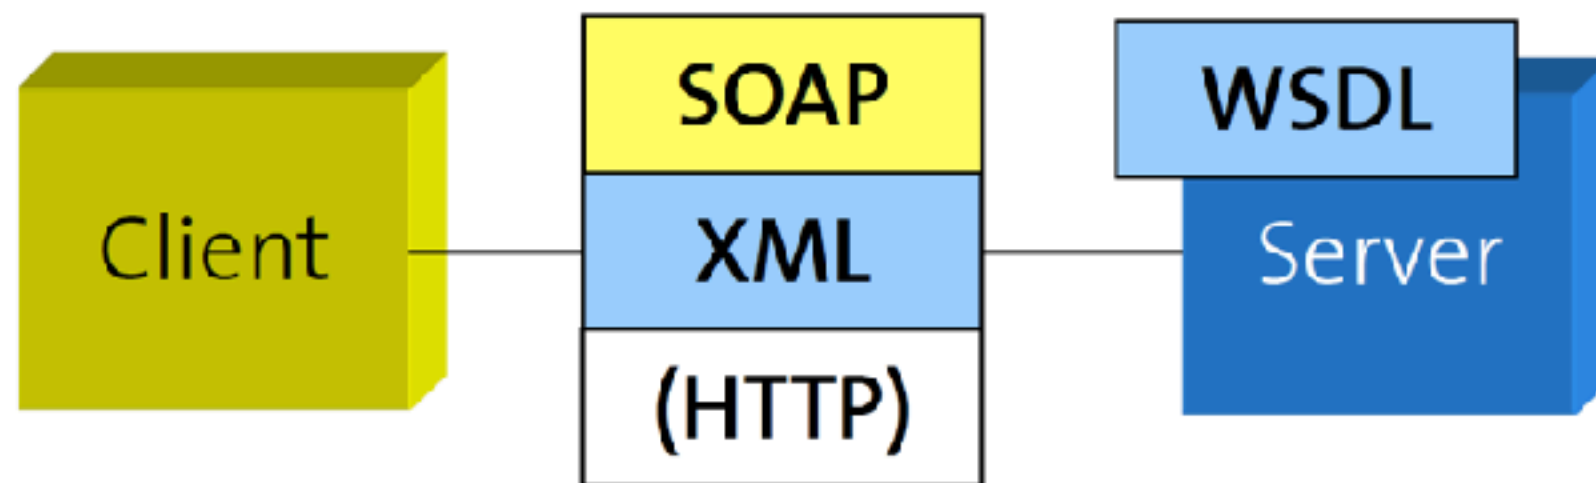 Client
SOAP
XML
(HTTP)
WSDL
Server